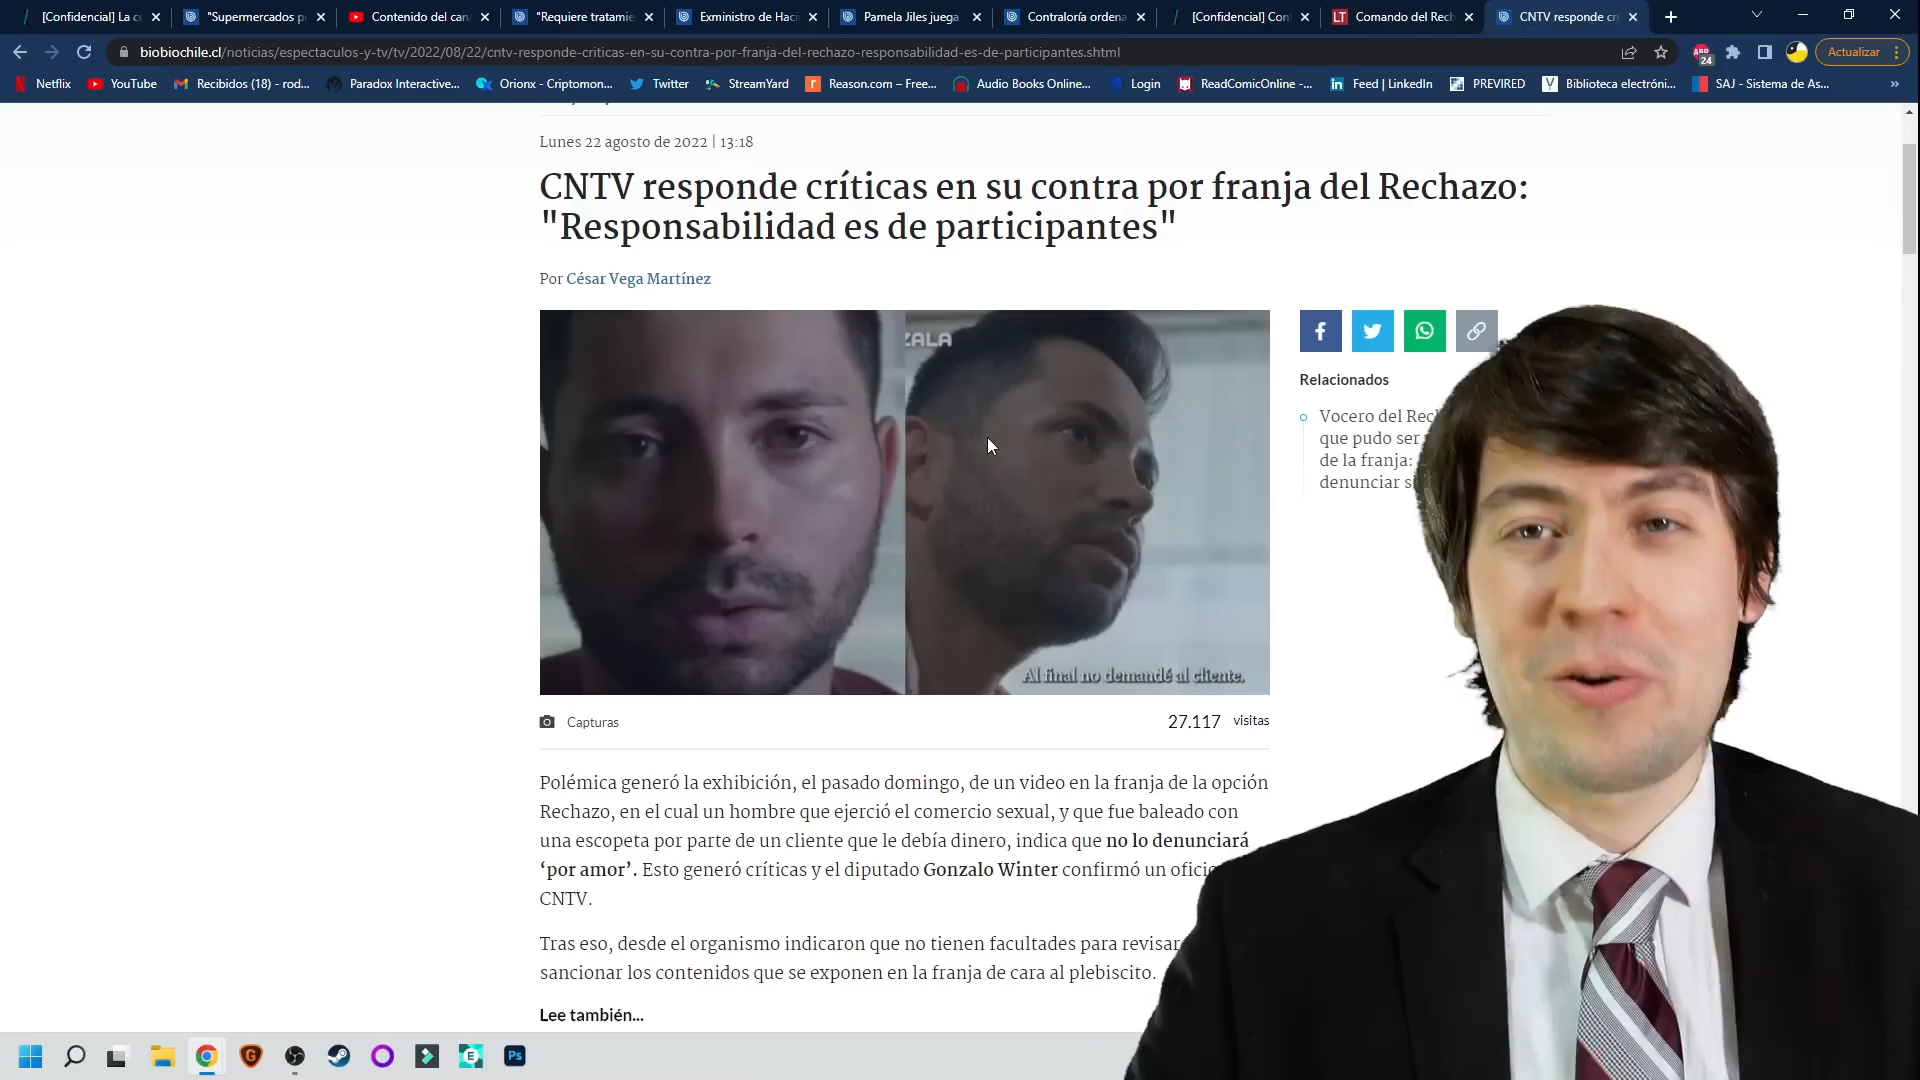 [Confidencial] La c
"Supermercados p
Contenido del can
"Requiere tratamie
Exministro de Haci
Pamela Jiles juega
Contraloría ordena
[Confidencial] Con
Comando del Rech
CNTV responde cr
biobiochile.cl/noticias/espectaculos-y-tv/tv/2022/08/22/cntv-responde-criticas-en-su-contra-por-franja-del-rechazo-responsabilidad-es-de-participantes.shtml
24
Actualizar
Netflix
YouTube
Recibidos (18) - rod...
Paradox Interactive...
Orionx - Criptomon...
Twitter
StreamYard
Reason.com – Free...
Audio Books Online...
Login
ReadComicOnline -...
Feed | LinkedIn
PREVIRED
Biblioteca electróni...
SAJ - Sistema de As...
Lunes 22 agosto de 2022 | 13:18
CNTV responde críticas en su contra por franja del Rechazo:
"Responsabilidad es de participantes"
Por César Vega Martínez
ZALA
Al final no demandé al cliente.
Relacionados
Vocero del Rec
que pudo ser
de la franja:
denunciar s
Capturas
27.117 visitas
Polémica generó la exhibición, el pasado domingo, de un video en la franja de la opción
Rechazo, en el cual un hombre que ejerció el comercio sexual, y que fue baleado con
una escopeta por parte de un cliente que le debía dinero, indica que no lo denunciará
‘por amor’. Esto generó críticas y el diputado Gonzalo Winter confirmó un oficio
CNTV.
Tras eso, desde el organismo indicaron que no tienen facultades para revisar
sancionar los contenidos que se exponen en la franja de cara al plebiscito.
Lee también...
Ps